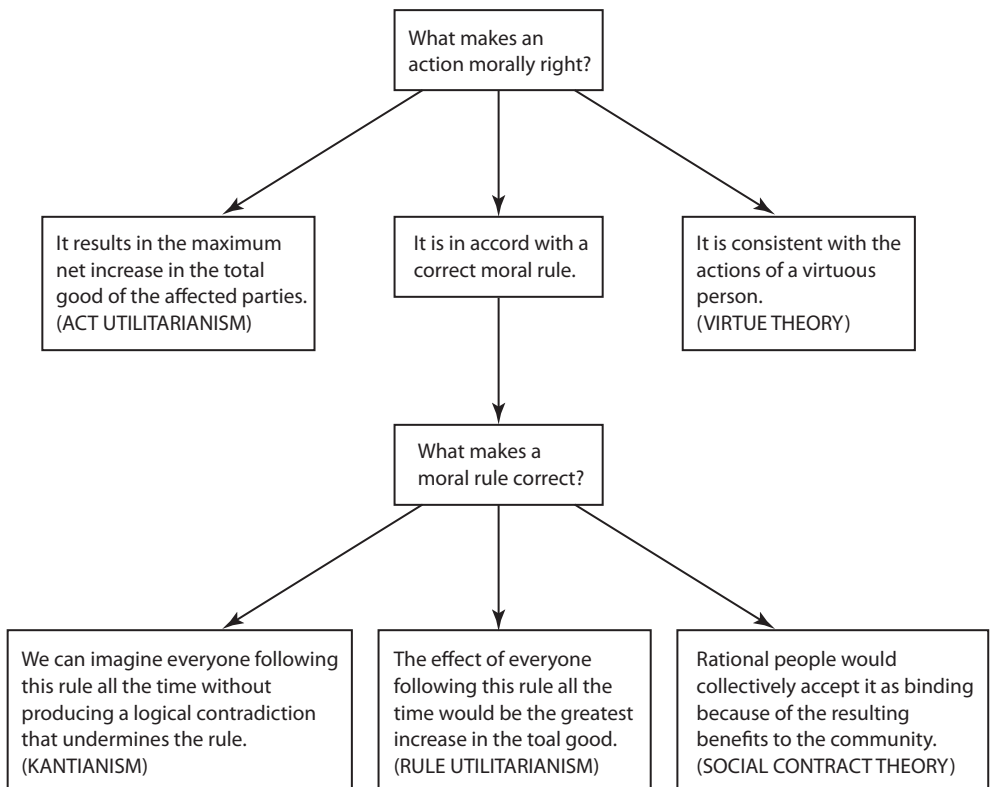 What makes an
action morally right?
It results in the maximum
net increase in the total
good of the affected parties.
(ACT UTILITARIANISM)
It is in accord with a
correct moral rule.
It is consistent with the
actions of a virtuous
person.
(VIRTUE THEORY)
What makes a
moral rule correct?
We can imagine everyone following
this rule all the time without
producing a logical contradiction
that undermines the rule.
(KANTIANISM)
The effect of everyone
following this rule all the
time would be the greatest
increase in the toal good.
(RULE UTILITARIANISM)
Rational people would
collectively accept it as binding
because of the resulting
benefits to the community.
(SOCIAL CONTRACT THEORY)